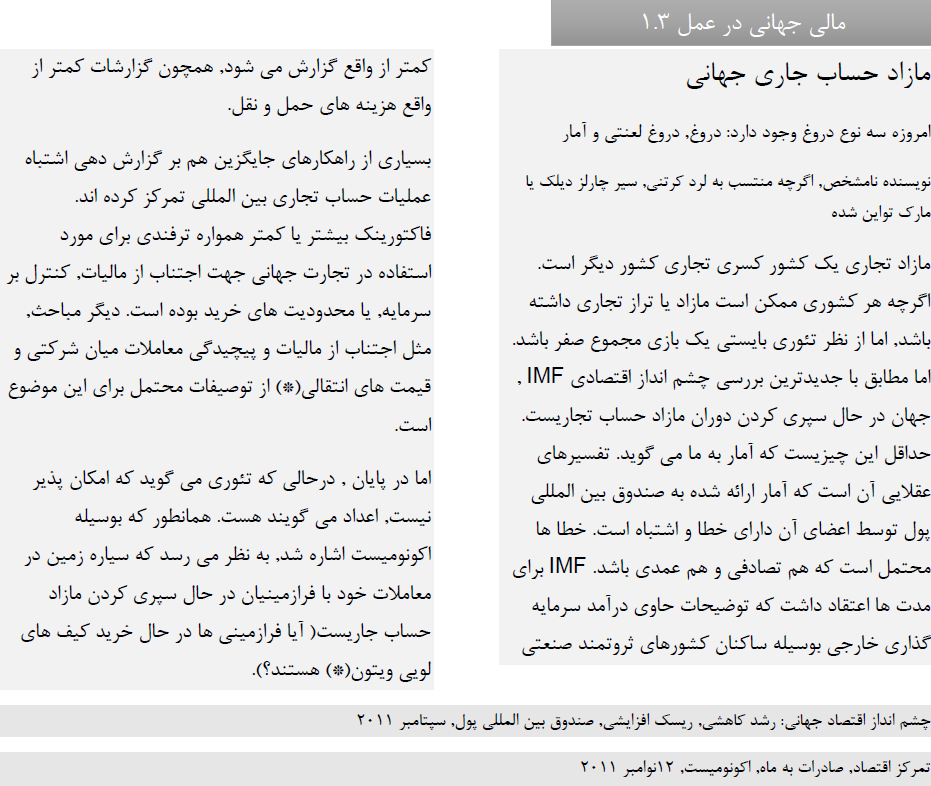 مالی جهانی در عمل ۱.۳
مازاد حساب جاری جهانی
امروزه سه نوع دروغ وجود دارد: دروغ, دروغ لعنتی و آمار
نویسنده نامشخص, اگرچه منتسب به لرد کرتنی, سیر چارلز دیلک یا
مارک تواین شده
مازاد تجاری یک کشور کسری تجاری کشور دیگر است.
اگرچه هر کشوری ممکن است مازاد یا تراز تجاری داشته
باشد, اما از نظر تئوری بایستی یک بازی مجموع صفر باشد.
اما مطابق با جدیدترین بررسی چشم انداز اقتصادی IMF ,
جهان در حال سپری کردن دوران مازاد حساب تجاریست.
حداقل این چیزیست که آمار به ما می گوید. تفسیرهای
عقلایی آن است که آمار ارائه شده به صندوق بین المللی
پول توسط اعضای آن دارای خطا و اشتباه است. خطا ها
محتمل است که هم تصادفی و هم عمدی باشد. IMF برای
مدت ها اعتقاد داشت که توضیحات حاوی درآمد سرمایه
گذاری خارجی بوسیله ساکنان کشورهای ثروتمند صنعتی
کمتر از واقع گزارش می شود, همچون گزارشات کمتر از
واقع هزینه های حمل و نقل.
بسیاری از راهکارهای جایگزین هم بر گزارش دهی اشتباه
عملیات حساب تجاری بین المللی تمرکز کرده اند.
فاکتورینک بیشتر یا کمتر همواره ترفندی برای مورد
استفاده در تجارت جهانی جهت اجتناب از مالیات, کنترل بر
سرمایه, یا محدودیت های خرید بوده است. دیگر مباحث,
مثل اجتناب از مالیات و پیچیدگی معاملات میان شرکتی و
قیمت های انتقالی(※) از توصیفات محتمل برای این موضوع
است.
اما در پایان , درحالی که تئوری می گوید که امکان پذیر
نیست, اعداد می گویند هست. همانطور که بوسیله
اکونومیست اشاره شد, به نظر می رسد که سیاره زمین در
معاملات خود با فرازمینیان در حال سپری کردن مازاد
حساب جاریست( آیا فرازمینی ها در حال خرید کیف های
لویی ویتون(※) هستند؟).
چشم انداز اقتصاد جهانی: رشد کاهشی, ریسک افزایشی, صندوق بین المللی پول, سپتامبر ۲۰۱۱
تمرکز اقتصاد, صادرات به ماه, اکونومیست, ۱۲نوامبر ۲۰۱۱